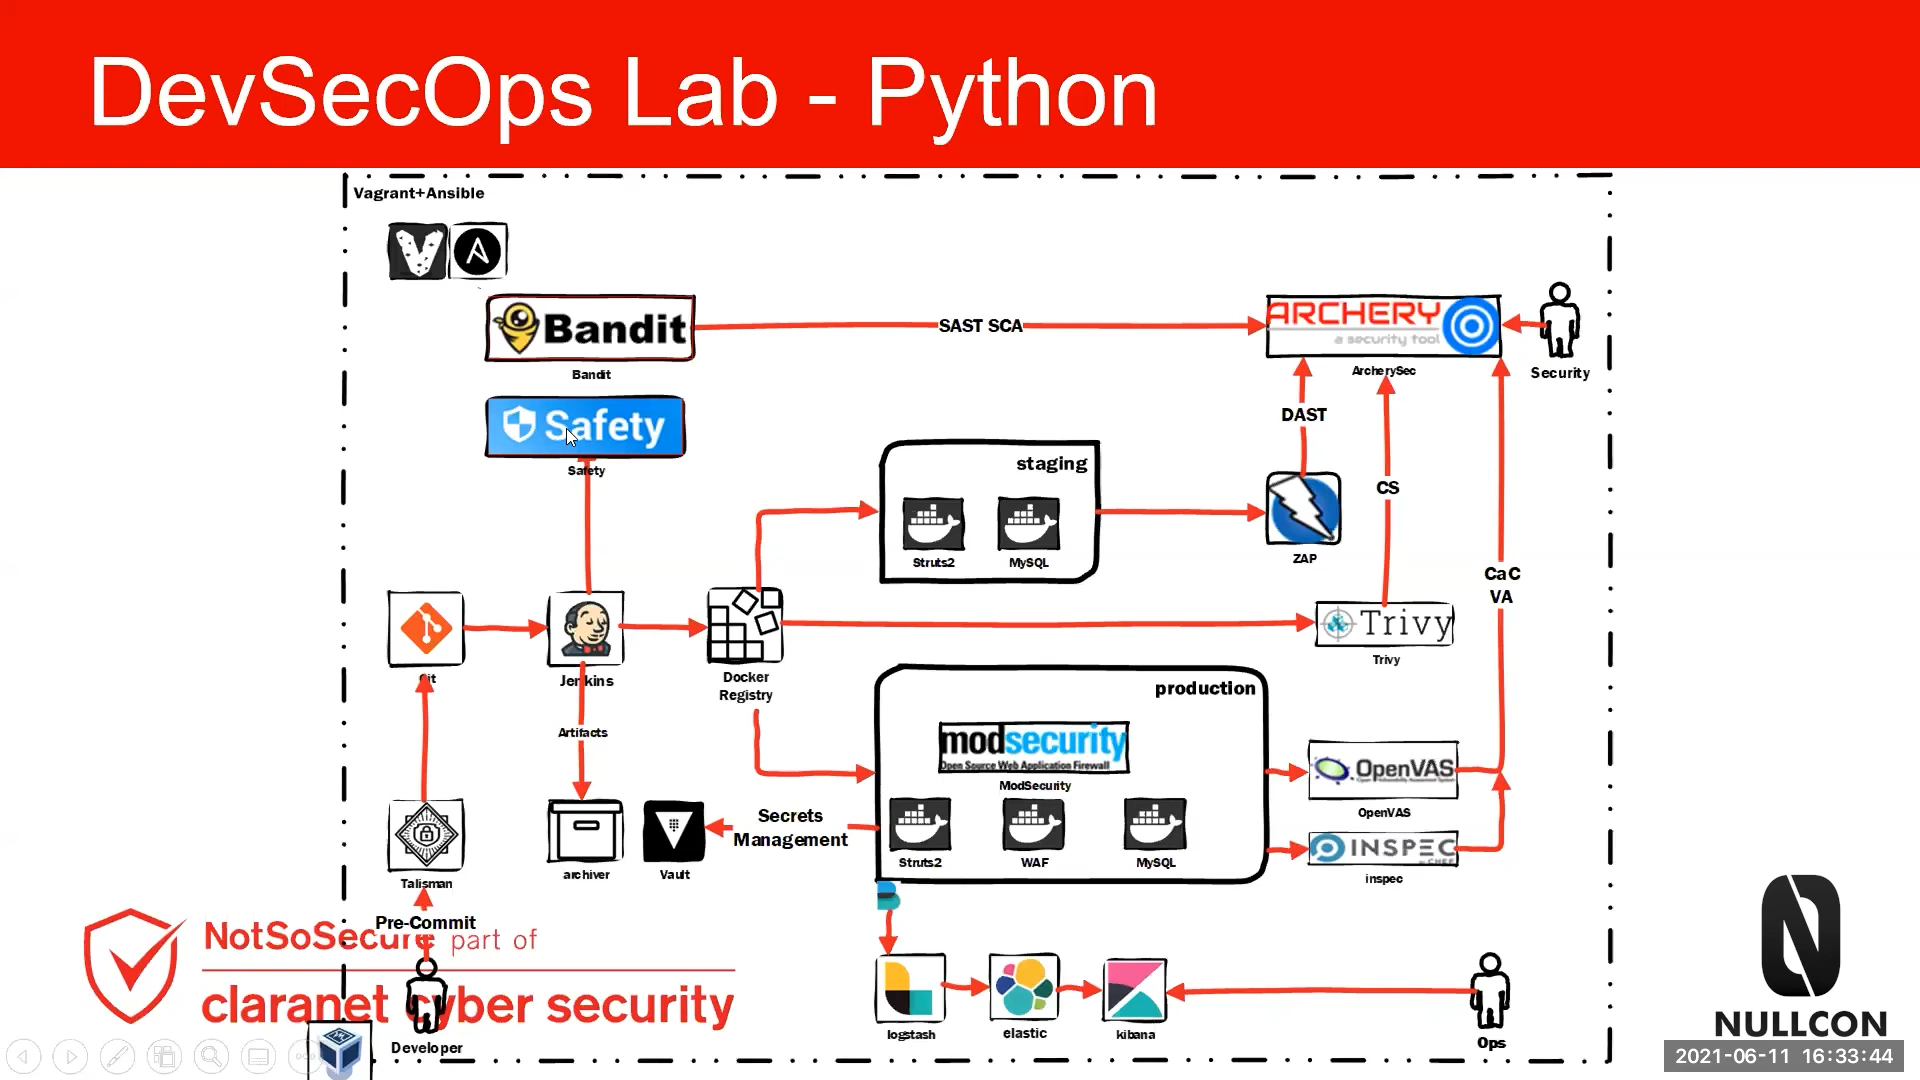 DevSecOps Lab - Python
Vagrant+Ansible
Bandit
Bandit
SAST SCA
ARCHERY
a security tool
ArcherySec
Security
Safety
Safety
DAST
CS
CaC
VA
staging
Struts2
MySQL
ZAP
Git
Jenkins
Docker
Registry
Trivy
Trivy
Artifacts
production
modsecurity
Open Source Web Application Firewall
ModSecurity
Struts2
WAF
MySQL
OpenVAS
OpenVAS
INSPEC
inspec
Talisman
archiver
Vault
Secrets
Management
Pre-Commit
NotSoSecure part of
claranet cyber security
Developer
logstash
elastic
kibana
Ops
NULLCON
2021-06-11 16:33:44